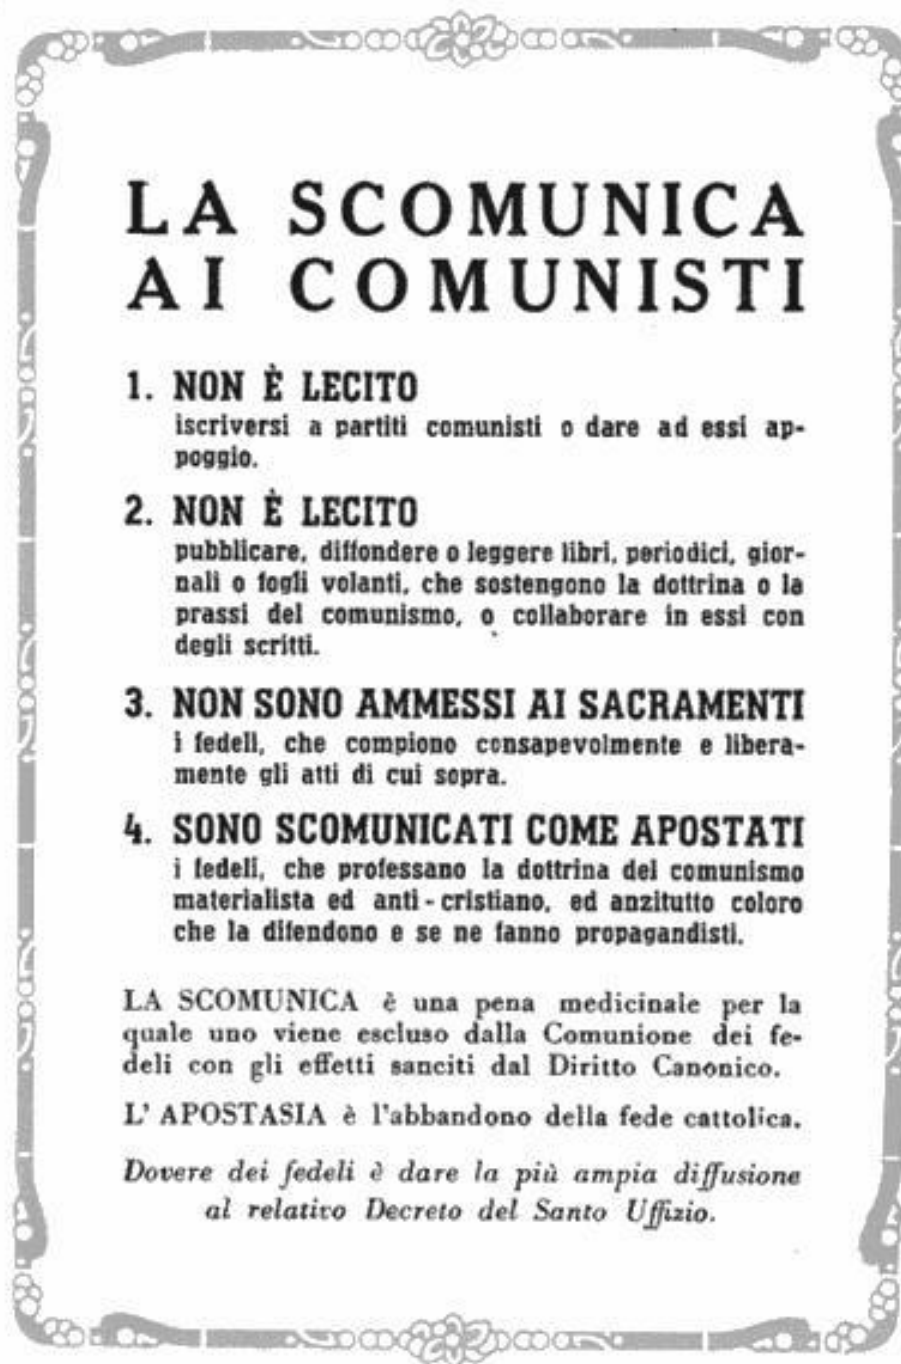 LA SCOMUNICA
AI COMUNISTI
1. NON È LECITO
iscriversi a partiti comunisti o dare ad essi ap-
poggio.
2. NON È LECITO
pubblicare, diffondere o leggere libri, periodici, gior-
nali o fogli volanti, che sostengono la dottrina o la
prassi del comunismo, o collaborare in essi con
degli scritti.
3. NON SONO AMMESSI AI SACRAMENTI
i fedeli, che compiono consapevolmente e libera-
mente gli atti di cui sopra.
4. SONO SCOMUNICATI COME APOSTATI
i fedeli, che professano la dottrina del comunismo
materialista ed anti-cristiano, ed anzitutto coloro
che la difendono e se ne fanno propagandisti.
LA SCOMUNICA è una pena medicinale per la
quale uno viene escluso dalla Comunione dei fe-
deli con gli effetti sanciti dal Diritto Canonico.
L' APOSTASIA è l'abbandono della fede cattolica.
Dovere dei fedeli è dare la più ampia diffusione
al relativo Decreto del Santo Uffizio.